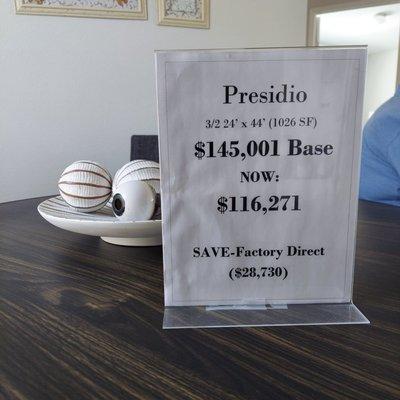 Presidio
3/2 24' x 44' (1026 SF)
$145,001 Base
NOW:
$116,271
SAVE-Factory Direct
($28,730)